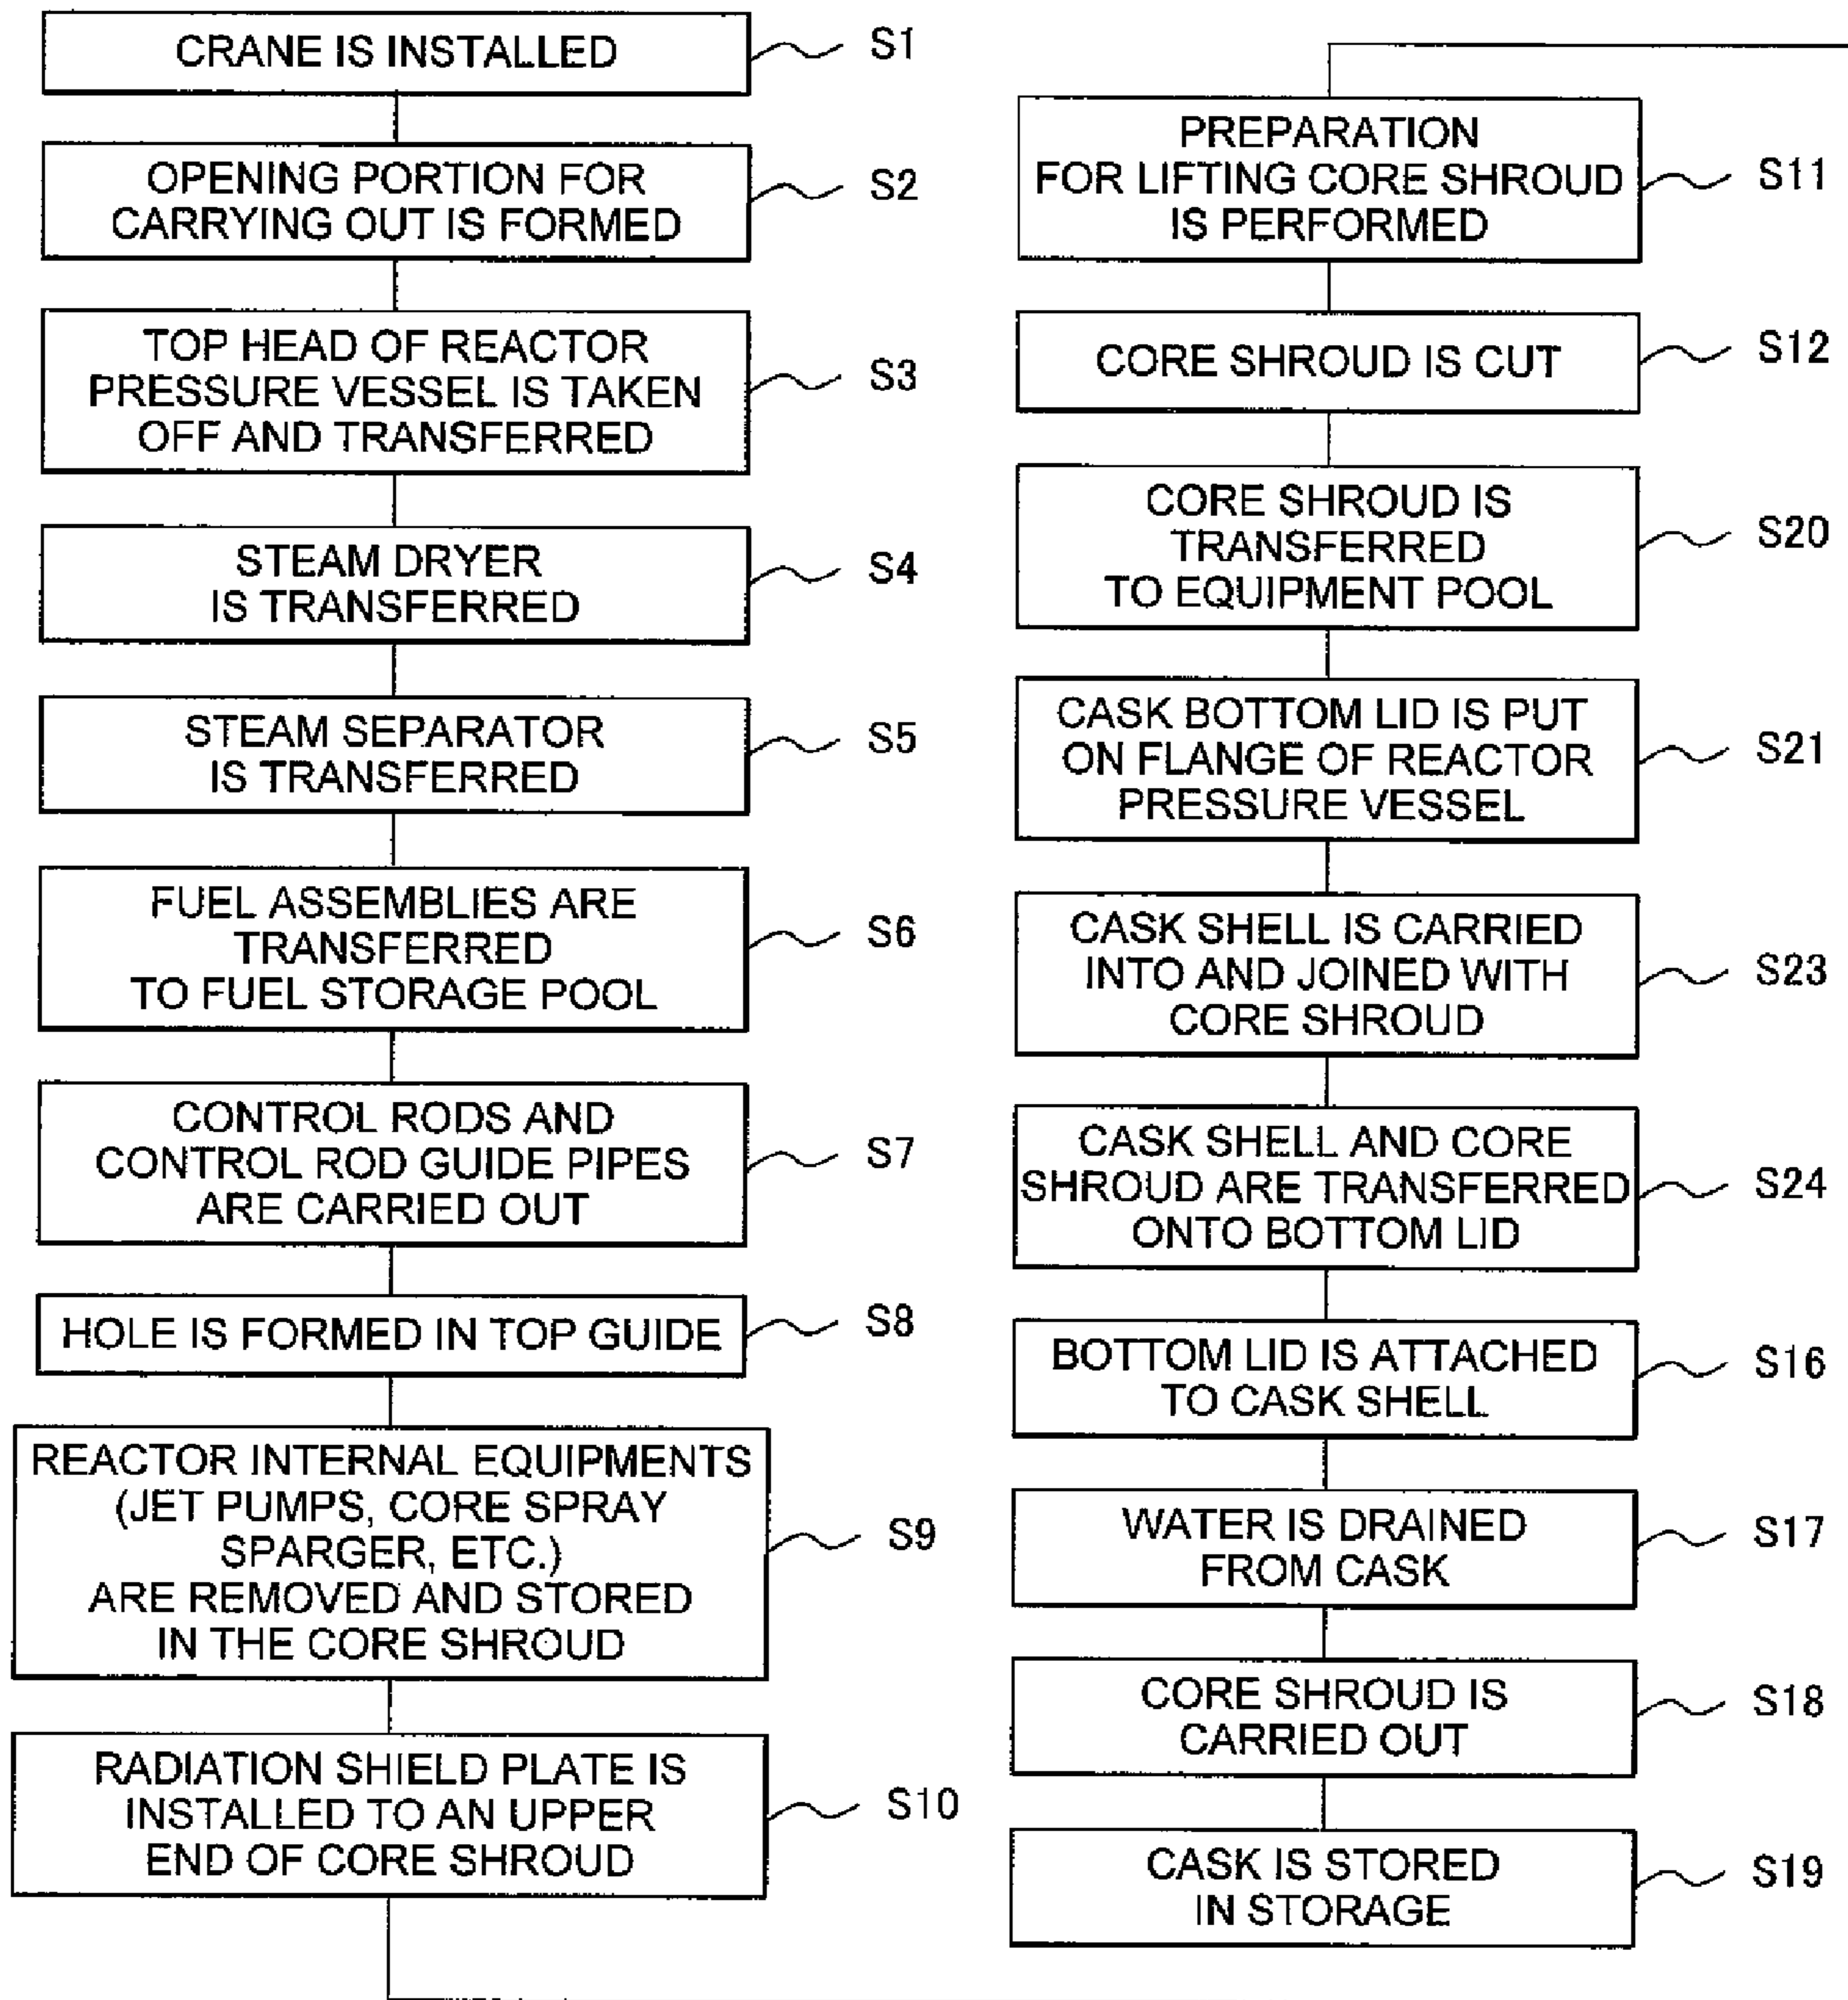 CRANE IS INSTALLED
S1
OPENING PORTION FOR
CARRYING OUT IS FORMED
S2
TOP HEAD OF REACTOR
PRESSURE VESSEL IS TAKEN
OFF AND TRANSFERRED
S3
STEAM DRYER
IS TRANSFERRED
S4
STEAM SEPARATOR
IS TRANSFERRED
S5
FUEL ASSEMBLIES ARE
TRANSFERRED
TO FUEL STORAGE POOL
S6
CONTROL RODS AND
CONTROL ROD GUIDE PIPES
ARE CARRIED OUT
S7
HOLE IS FORMED IN TOP GUIDE
S8
REACTOR INTERNAL EQUIPMENTS
(JET PUMPS, CORE SPRAY
SPARGER, ETC.)
ARE REMOVED AND STORED
IN THE CORE SHROUD
S9
RADIATION SHIELD PLATE IS
INSTALLED TO AN UPPER
END OF CORE SHROUD
S10
PREPARATION
FOR LIFTING CORE SHROUD
IS PERFORMED
S11
CORE SHROUD IS CUT
S12
CORE SHROUD IS
TRANSFERRED
TO EQUIPMENT POOL
S20
CASK BOTTOM LID IS PUT
ON FLANGE OF REACTOR
PRESSURE VESSEL
S21
CASK SHELL IS CARRIED
INTO AND JOINED WITH
CORE SHROUD
S23
CASK SHELL AND CORE
SHROUD ARE TRANSFERRED
ONTO BOTTOM LID
S24
BOTTOM LID IS ATTACHED
TO CASK SHELL
S16
WATER IS DRAINED
FROM CASK
S17
CORE SHROUD IS
CARRIED OUT
S18
CASK IS STORED
IN STORAGE
S19